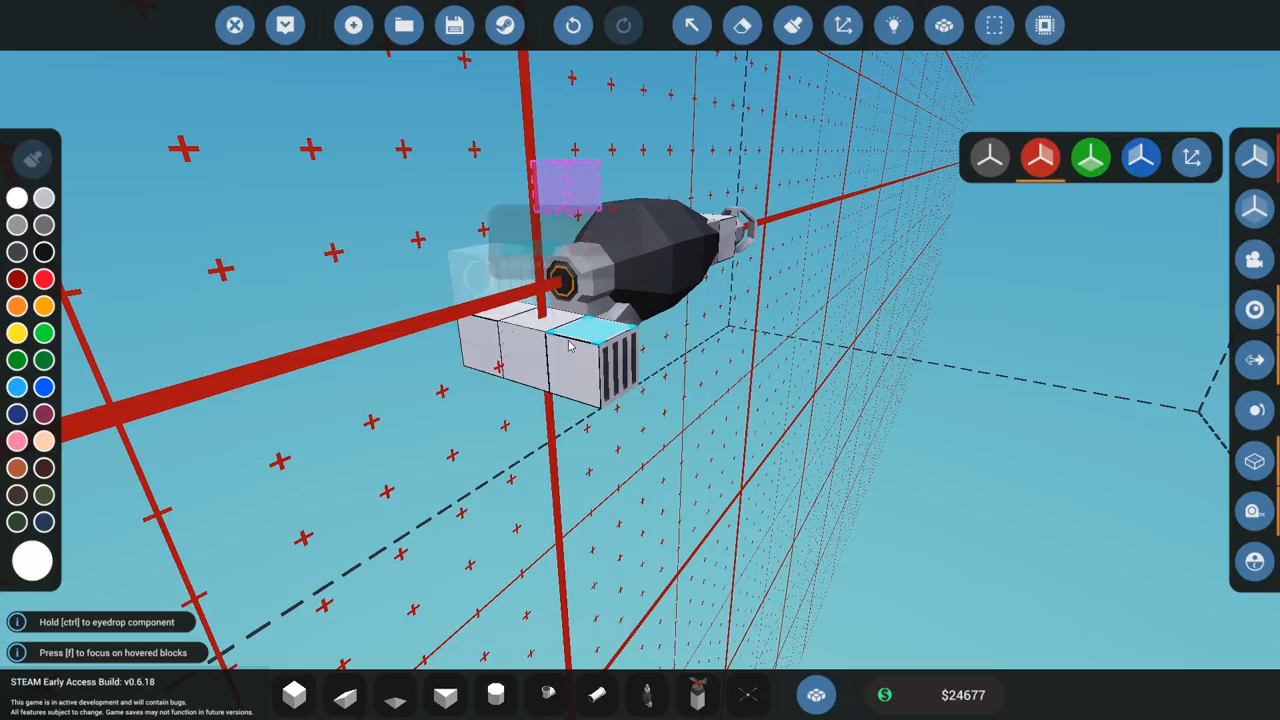 Hold [ctrl] to eyedrop component
Press [f] to focus on hovered blocks
STEAM Early Access Build: v0.6.18
This game is in active development and will contain bugs.
All features subject to change. Game saves may not function in future versions.
$24677